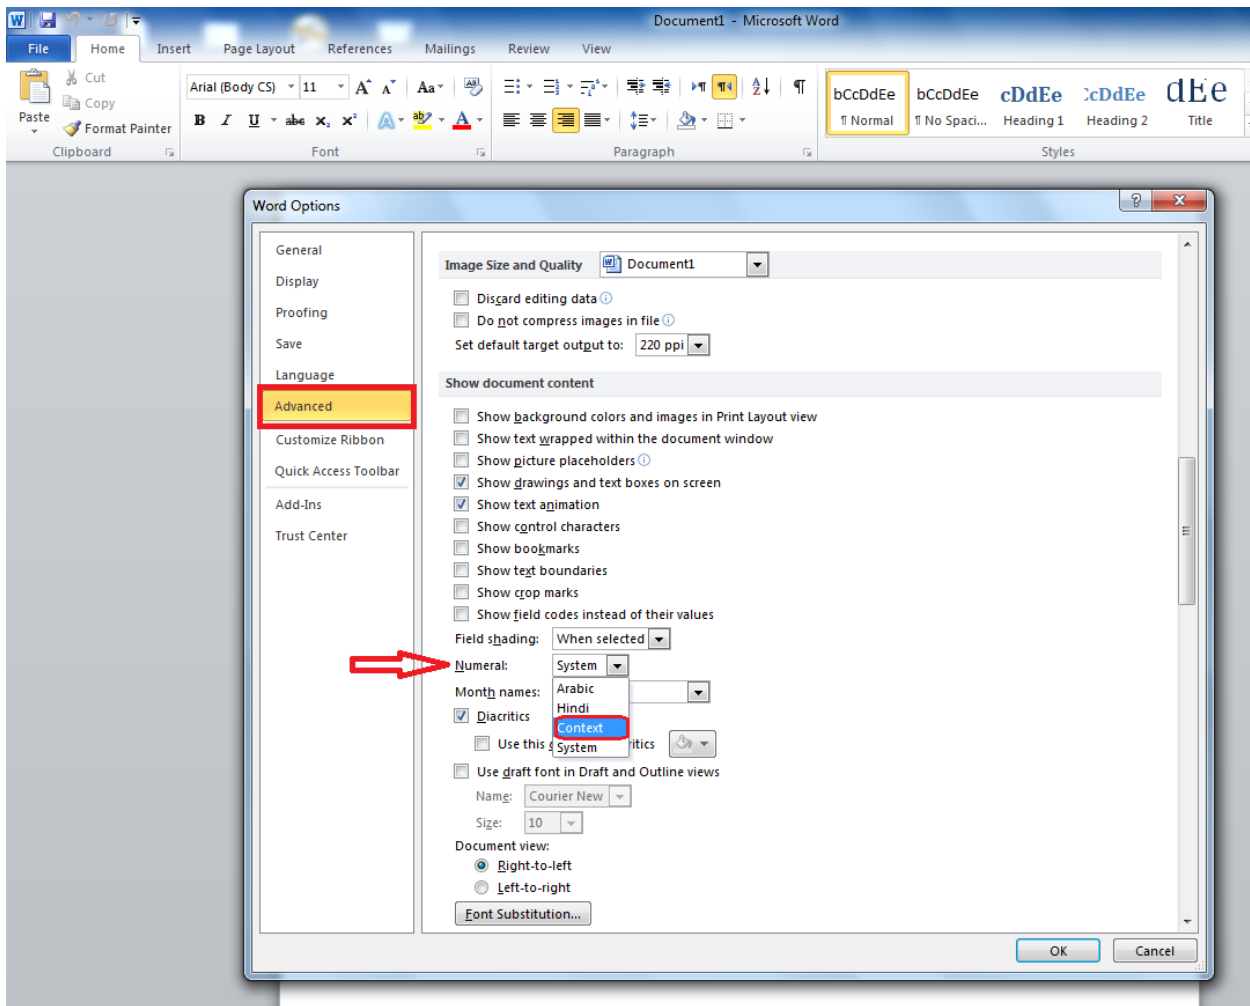 Document1 - Microsoft Word
File Home Insert Page Layout References Mailings Review View
Cut
Copy
Paste
Format Painter
Clipboard
Arial (Body CS) 11
Aa
B I U abc x₂ x²
Font
Paragraph
bCcDdEe bCcDdEe cDdEe cDdEe dEe
¶ Normal ¶ No Spaci... Heading 1 Heading 2 Title
Styles
Word Options
General
Display
Proofing
Save
Language
Advanced
Customize Ribbon
Quick Access Toolbar
Add-Ins
Trust Center
Image Size and Quality Document1
Discard editing data
Do not compress images in file
Set default target output to: 220 ppi
Show document content
Show background colors and images in Print Layout view
Show text wrapped within the document window
Show picture placeholders
Show drawings and text boxes on screen
Show text animation
Show control characters
Show bookmarks
Show text boundaries
Show crop marks
Show field codes instead of their values
Field shading: When selected
Numeral: System
Arabic
Month names:
Hindi
Diacritics
Context
Use this
System
ritics
Use draft font in Draft and Outline views
Name: Courier New
Size: 10
Document view:
Right-to-left
Left-to-right
Font Substitution...
OK Cancel